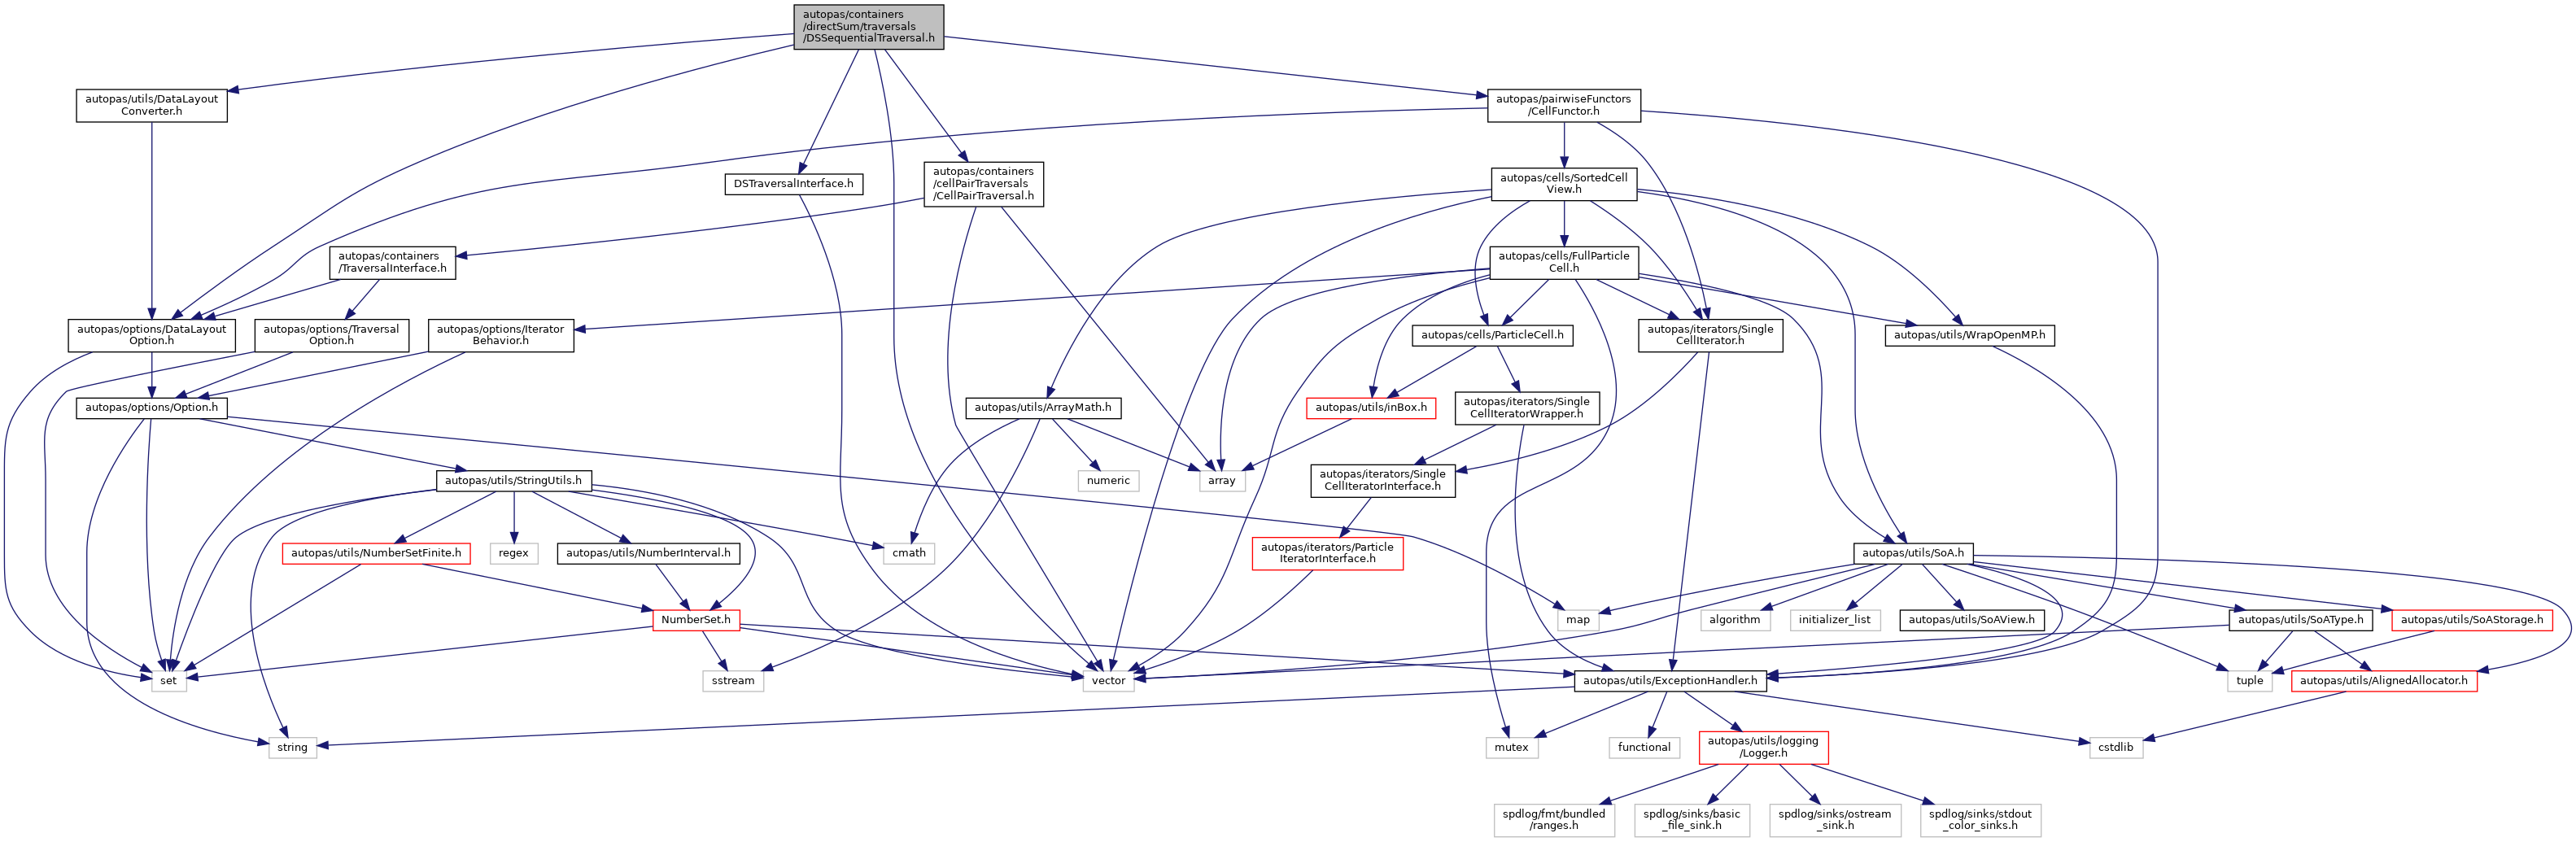 autopas/containers
/directSum/traversals
/DSSequentialTraversal.h
autopas/utils/DataLayout
Converter.h
autopas/pairwiseFunctors
/CellFunctor.h
DSTraversalInterface.h
autopas/containers
/cellPairTraversals
/CellPairTraversal.h
autopas/cells/SortedCell
View.h
autopas/containers
/TraversalInterface.h
autopas/cells/FullParticle
Cell.h
autopas/options/DataLayout
Option.h
autopas/options/Traversal
Option.h
autopas/options/Iterator
Behavior.h
autopas/cells/ParticleCell.h
autopas/iterators/Single
CellIterator.h
autopas/utils/WrapOpenMP.h
autopas/options/Option.h
autopas/utils/ArrayMath.h
autopas/utils/inBox.h
autopas/iterators/Single
CellIteratorWrapper.h
autopas/utils/StringUtils.h
numeric
array
autopas/iterators/Single
CellIteratorInterface.h
autopas/utils/NumberSetFinite.h
regex
autopas/utils/NumberInterval.h
cmath
autopas/iterators/Particle
IteratorInterface.h
autopas/utils/SoA.h
NumberSet.h
map
algorithm
initializer_list
autopas/utils/SoAView.h
autopas/utils/SoAType.h
autopas/utils/SoAStorage.h
set
sstream
vector
autopas/utils/ExceptionHandler.h
tuple
autopas/utils/AlignedAllocator.h
string
mutex
functional
autopas/utils/logging
/Logger.h
cstdlib
spdlog/fmt/bundled
/ranges.h
spdlog/sinks/basic
_file_sink.h
spdlog/sinks/ostream
_sink.h
spdlog/sinks/stdout
_color_sinks.h